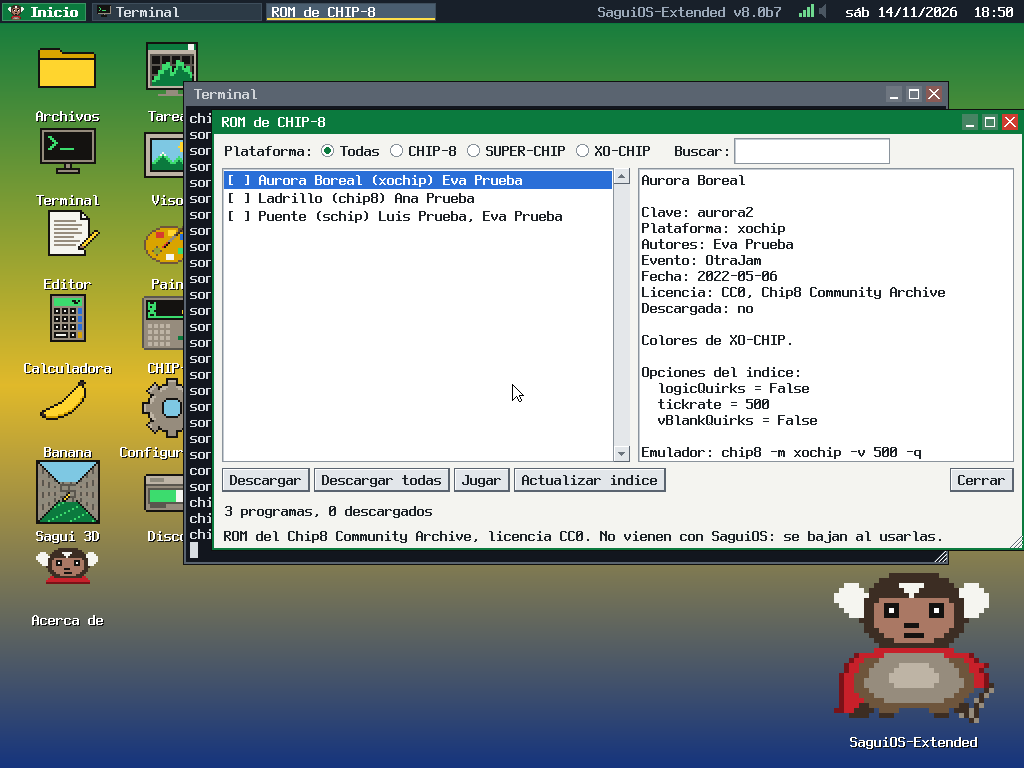 Inicio
Terminal
ROM de CHIP-8
SaguiOS-Extended v8.0b7
sáb 14/11/2026
18:50
Archivos
Terminal
Editor
Calculadora
Banana
Sagui 3D
Acerca de
Terminal
ROM de CHIP-8
Plataforma: Todas CHIP-8 SUPER-CHIP XO-CHIP Buscar:
[ ] Aurora Boreal (xochip) Eva Prueba
[ ] Ladrillo (chip8) Ana Prueba
[ ] Puente (schip) Luis Prueba, Eva Prueba
Aurora Boreal
Clave: aurora2
Plataforma: xochip
Autores: Eva Prueba
Evento: OtraJam
Fecha: 2022-05-06
Licencia: CC0, Chip8 Community Archive
Descargada: no
Colores de XO-CHIP.
Opciones del indice:
logicQuirks = False
tickrate = 500
vBlankQuirks = False
Emulador: chip8 -m xochip -v 500 -q
Descargar
Descargar todas
Jugar
Actualizar indice
Cerrar
3 programas, 0 descargados
ROM del Chip8 Community Archive, licencia CC0. No vienen con SaguiOS: se bajan al usarlas.
SaguiOS-Extended